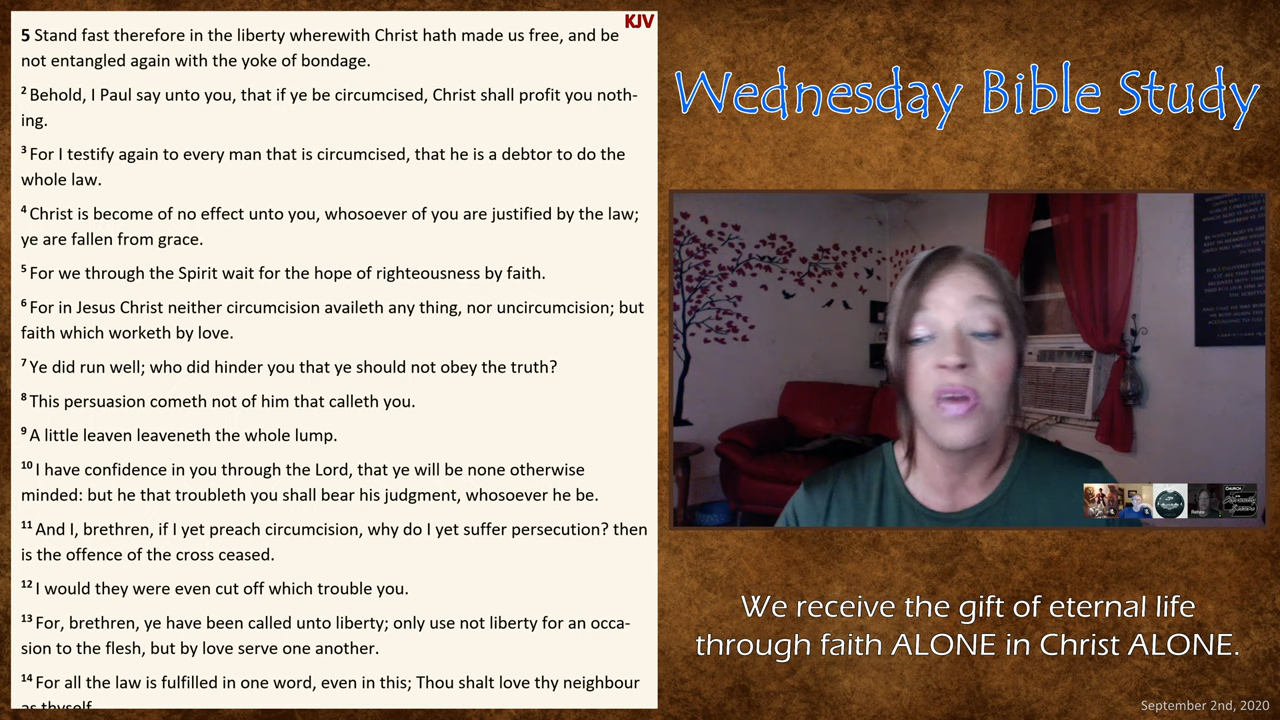 KJV
5 Stand fast therefore in the liberty wherewith Christ hath made us free, and be
not entangled again with the yoke of bondage.
2 Behold, I Paul say unto you, that if ye be circumcised, Christ shall profit you noth-
ing.
3 For I testify again to every man that is circumcised, that he is a debtor to do the
whole law.
4 Christ is become of no effect unto you, whosoever of you are justified by the law;
ye are fallen from grace.
5 For we through the Spirit wait for the hope of righteousness by faith.
6 For in Jesus Christ neither circumcision availeth any thing, nor uncircumcision; but
faith which worketh by love.
7 Ye did run well; who did hinder you that ye should not obey the truth?
8 This persuasion cometh not of him that calleth you.
9 A little leaven leaveneth the whole lump.
10 I have confidence in you through the Lord, that ye will be none otherwise
minded: but he that troubleth you shall bear his judgment, whosoever he be.
11 And I, brethren, if I yet preach circumcision, why do I yet suffer persecution? then
is the offence of the cross ceased.
12 I would they were even cut off which trouble you.
13 For, brethren, ye have been called unto liberty; only use not liberty for an occa-
sion to the flesh, but by love serve one another.
14 For all the law is fulfilled in one word, even in this; Thou shalt love thy neighbour
as thyself
Wednesday Bible Study
CHURCH
We receive the gift of eternal life
through faith ALONE in Christ ALONE.
September 2nd, 2020